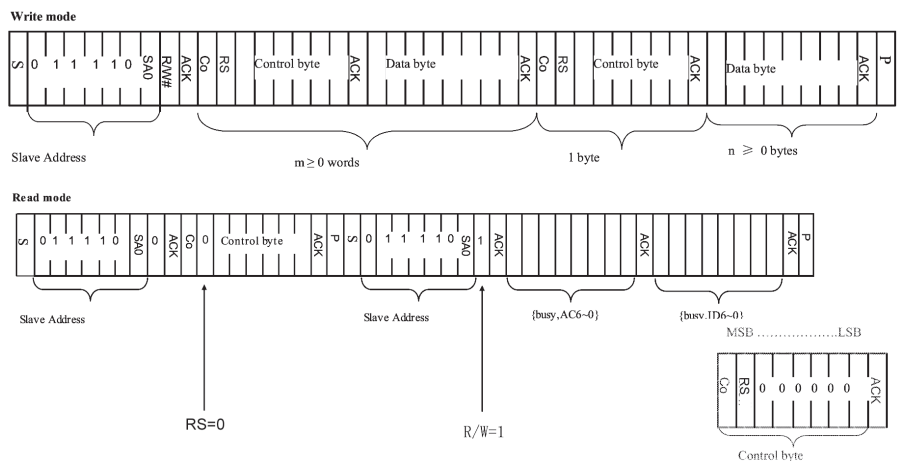 Write mode
S 0 1 1 1 1 0 SA0 R/W# ACK Co RS Control byte ACK Data byte ACK Co RS Control byte ACK Data byte ACK P
Slave Address
m ≥ 0 words
1 byte
n ≥ 0 bytes
Read mode
S 0 1 1 1 1 0 SA0 0 ACK Co 0 Control byte ACK P S 0 1 1 1 1 0 SA0 1 ACK ACK ACK P
Slave Address
Slave Address
{busy,AC6~0}
{busy,ID6~0}
MSB ..................LSB
Co RS 0 0 0 0 0 0 ACK
Control byte
RS=0
R/W=1